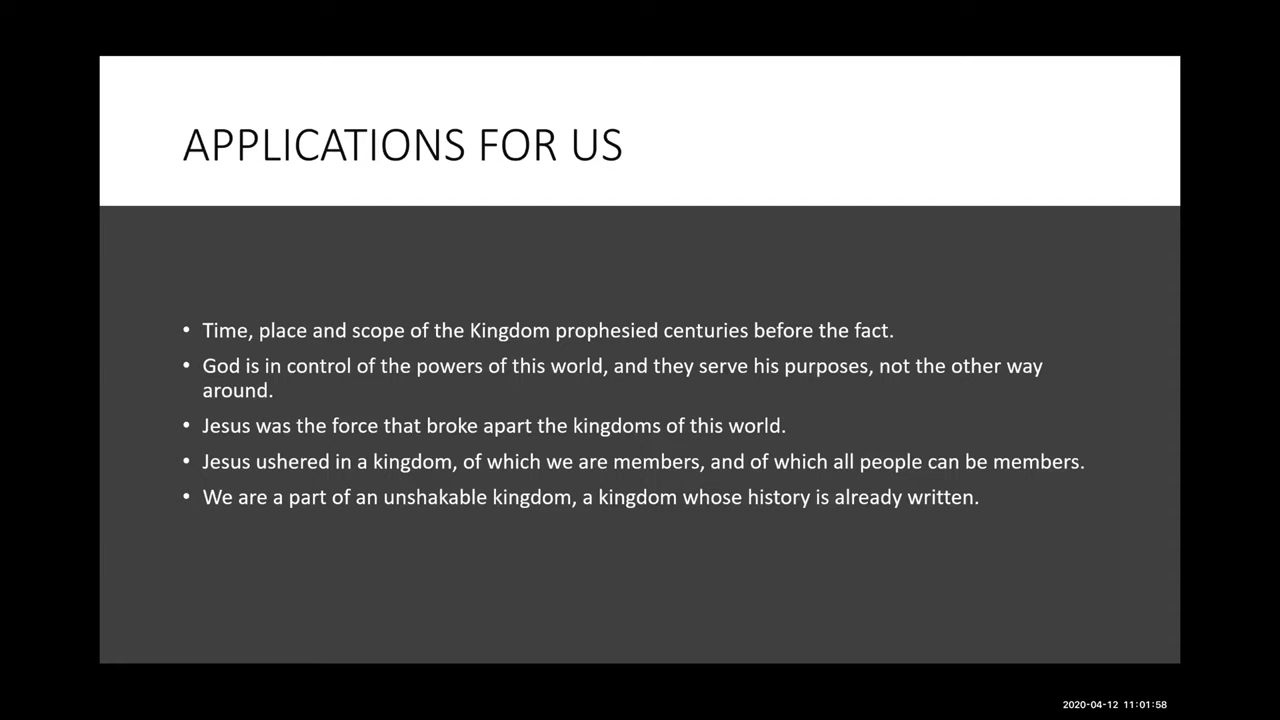 APPLICATIONS FOR US
• Time, place and scope of the Kingdom prophesied centuries before the fact.
• God is in control of the powers of this world, and they serve his purposes, not the other way
around.
• Jesus was the force that broke apart the kingdoms of this world.
• Jesus ushered in a kingdom, of which we are members, and of which all people can be members.
• We are a part of an unshakable kingdom, a kingdom whose history is already written.
2020-04-12 11:01:58